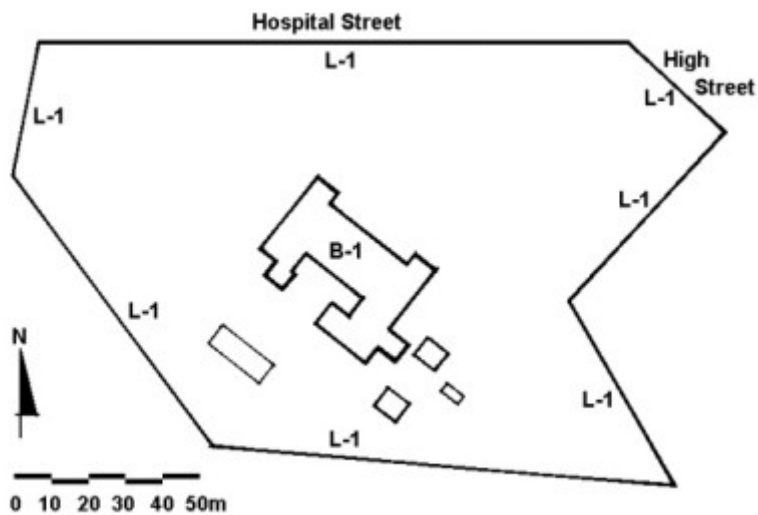 Hospital Street
L-1
High
Street
L-1
L-1
L-1
B-1
L-1
N
L-1
L-1
0 10 20 30 40 50m